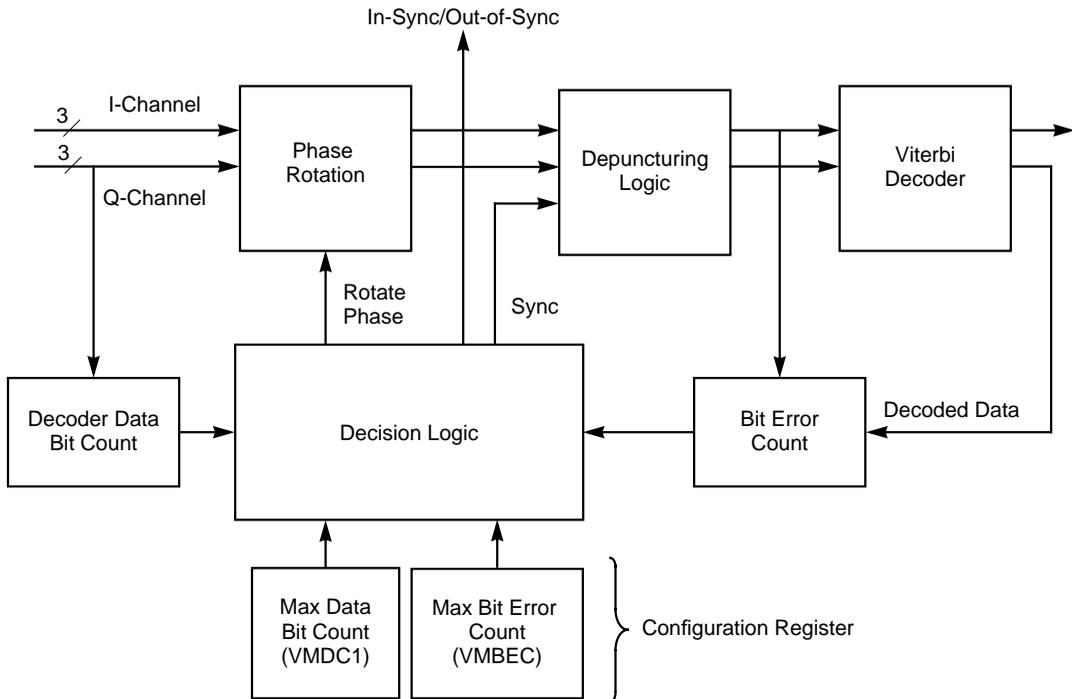 In-Sync/Out-of-Sync
3
I-Channel
3
Q-Channel
Phase
Rotation
Depuncturing
Logic
Viterbi
Decoder
Rotate
Phase
Sync
Decoder Data
Bit Count
Decision Logic
Bit Error
Count
Decoded Data
Max Data
Bit Count
(VMDC1)
Max Bit Error
Count
(VMBEC)
Configuration Register